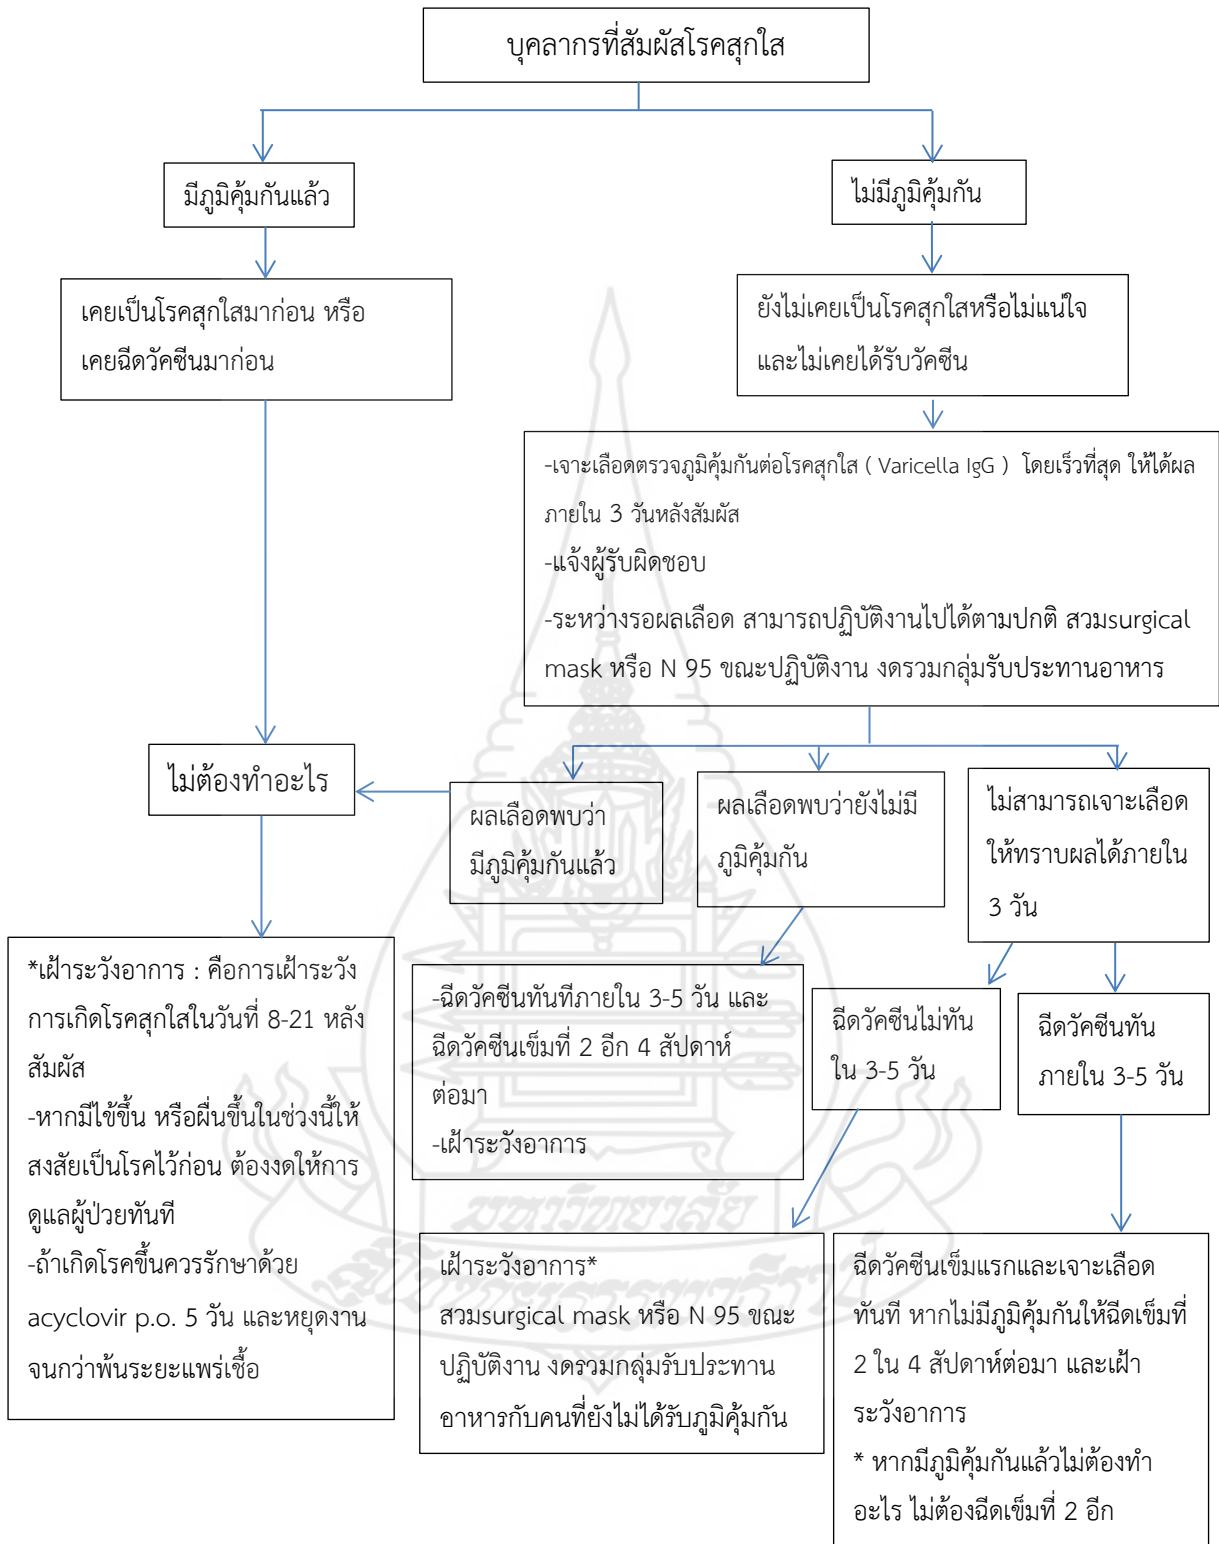 บุคลากรที่สัมผัสโรคสุกใส
มีภูมิคุ้มกันแล้ว
ไม่มีภูมิคุ้มกัน
เคยเป็นโรคสุกใสมาก่อน หรือ
เคยฉีดวัคซีนมาก่อน
ยังไม่เคยเป็นโรคสุกใสหรือไม่แน่ใจ
และไม่เคยได้รับวัคซีน
-เจาะเลือดตรวจภูมิคุ้มกันต่อโรคสุกใส ( Varicella IgG ) โดยเร็วที่สุด ให้ได้ผล
ภายใน 3 วันหลังสัมผัส
-แจ้งผู้รับผิดชอบ
-ระหว่างรอผลเลือด สามารถปฏิบัติงานไปได้ตามปกติ สวมsurgical
mask หรือ N 95 ขณะปฏิบัติงาน งดรวมกลุ่มรับประทานอาหาร
ไม่ต้องทำอะไร
ผลเลือดพบว่า
มีภูมิคุ้มกันแล้ว
ผลเลือดพบว่ายังไม่มี
ภูมิคุ้มกัน
ไม่สามารถเจาะเลือด
ให้ทราบผลได้ภายใน
3 วัน
*เฝ้าระวังอาการ : คือการเฝ้าระวัง
การเกิดโรคสุกใสในวันที่ 8-21 หลัง
สัมผัส
-หากมีไข้ขึ้น หรือผื่นขึ้นในช่วงนี้ให้
สงสัยเป็นโรคไว้ก่อน ต้องงดให้การ
ดูแลผู้ป่วยทันที
-ถ้าเกิดโรคขึ้นควรรักษาด้วย
acyclovir p.o. 5 วัน และหยุดงาน
จนกว่าพ้นระยะแพร่เชื้อ
-ฉีดวัคซีนทันทีภายใน 3-5 วัน และ
ฉีดวัคซีนเข็มที่ 2 อีก 4 สัปดาห์
ต่อมา
-เฝ้าระวังอาการ
ฉีดวัคซีนไม่ทัน
ใน 3-5 วัน
ฉีดวัคซีนทัน
ภายใน 3-5 วัน
เฝ้าระวังอาการ*
สวมsurgical mask หรือ N 95 ขณะ
ปฏิบัติงาน งดรวมกลุ่มรับประทาน
อาหารกับคนที่ยังไม่ได้รับภูมิคุ้มกัน
ฉีดวัคซีนเข็มแรกและเจาะเลือด
ทันที หากไม่มีภูมิคุ้มกันให้ฉีดเข็มที่
2 ใน 4 สัปดาห์ต่อมา และเฝ้า
ระวังอาการ
* หากมีภูมิคุ้มกันแล้วไม่ต้องทำ
อะไร ไม่ต้องฉีดเข็มที่ 2 อีก
มหาวิทยาลัย
สุโขทัยธรรมาธิราช